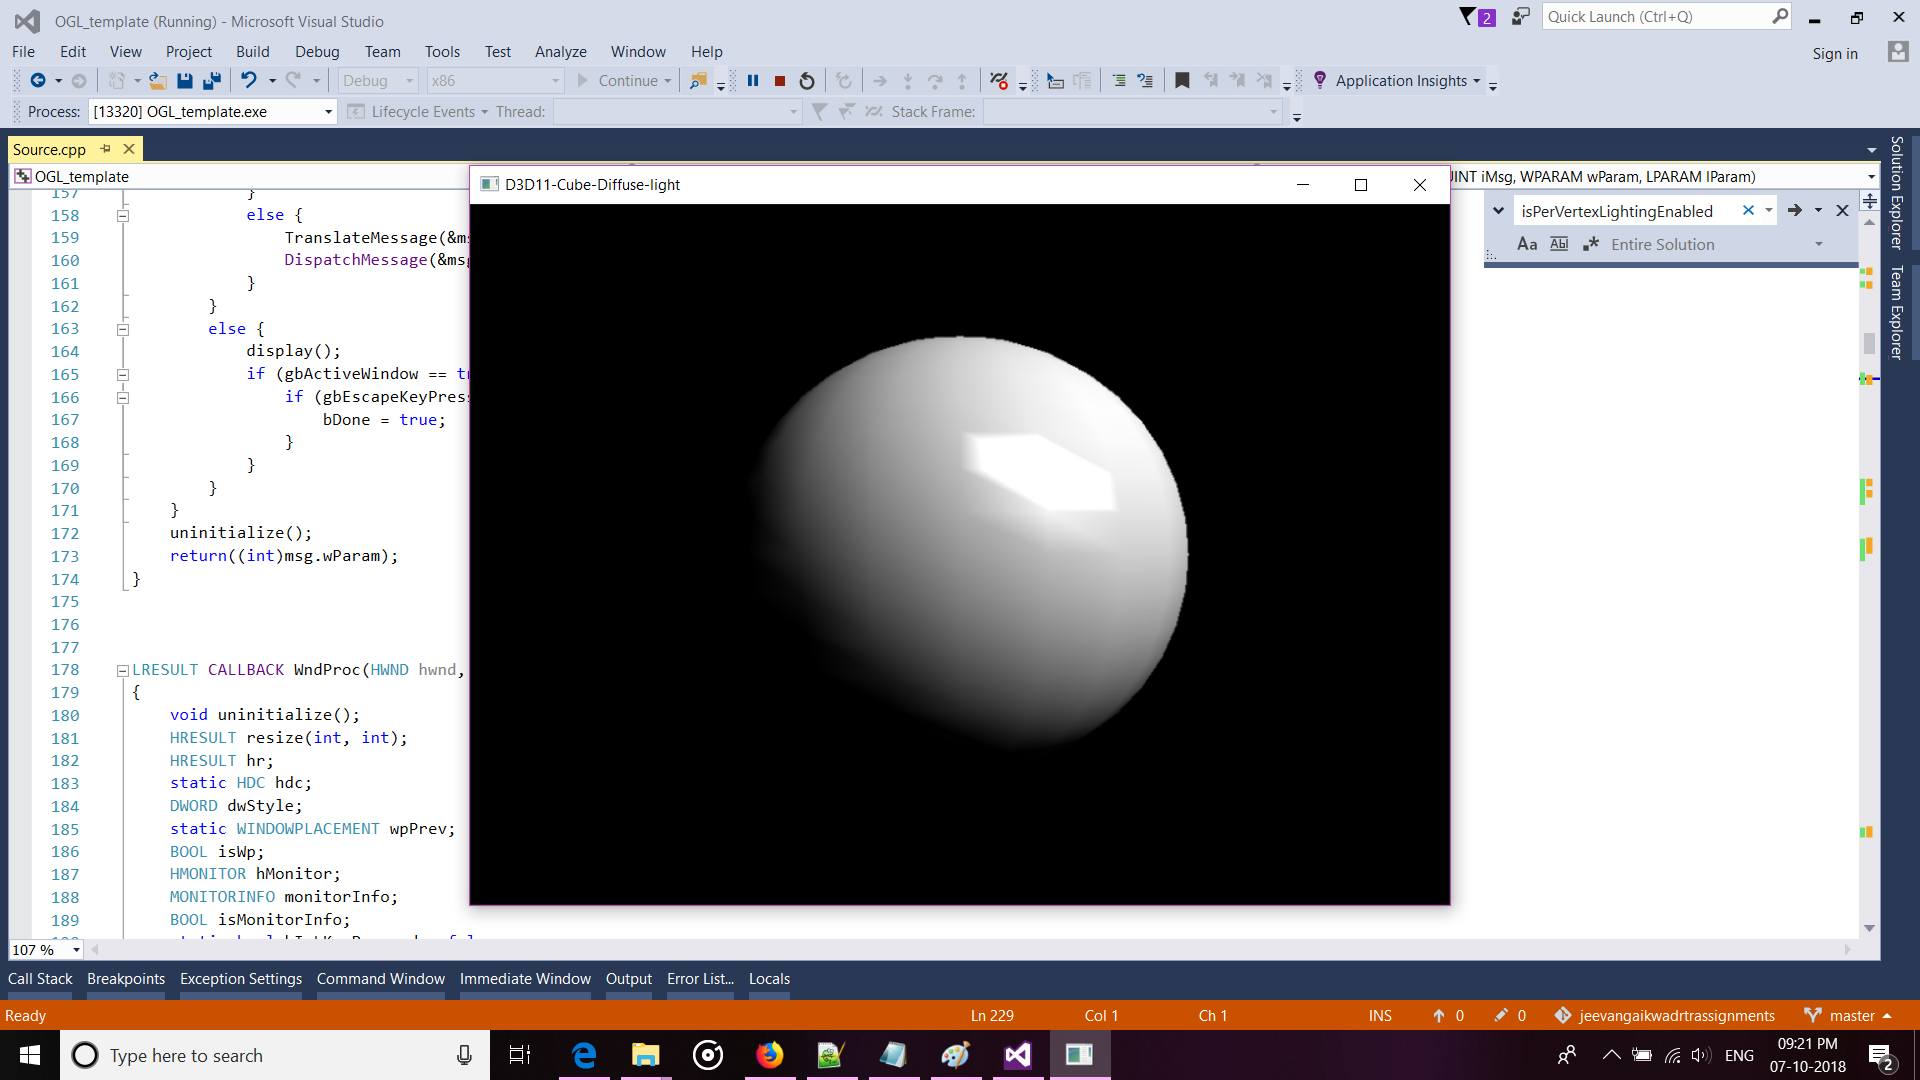 OGL_template (Running) - Microsoft Visual Studio
2
Quick Launch (Ctrl+Q)
File Edit View Project Build Debug Team Tools Test Analyze Window Help
Sign in
Debug x86 Continue Application Insights
Process: [13320] OGL_template.exe Lifecycle Events Thread: Stack Frame:
Source.cpp
OGL_template
INT iMsg, WPARAM wParam, LPARAM lParam)
D3D11-Cube-Diffuse-light
isPerVertexLightingEnabled
Aa Abl Entire Solution
Solution Explorer
Team Explorer
157 }
158 else {
159 TranslateMessage(&ms
160 DispatchMessage(&msg
161 }
162 }
163 else {
164 display();
165 if (gbActiveWindow == tr
166 if (gbEscapeKeyPres
167 bDone = true;
168 }
169 }
170 }
171 }
172 uninitialize();
173 return((int)msg.wParam);
174 }
175
176
177
178 LRESULT CALLBACK WndProc(HWND hwnd,
179 {
180 void uninitialize();
181 HRESULT resize(int, int);
182 HRESULT hr;
183 static HDC hdc;
184 DWORD dwStyle;
185 static WINDOWPLACEMENT wpPrev;
186 BOOL isWp;
187 HMONITOR hMonitor;
188 MONITORINFO monitorInfo;
189 BOOL isMonitorInfo;
107 %
Call Stack Breakpoints Exception Settings Command Window Immediate Window Output Error List... Locals
Ready Ln 229 Col 1 Ch 1 INS 0 0 jeevangaikwadrtrassignments master
Type here to search
ENG
09:21 PM
07-10-2018
2